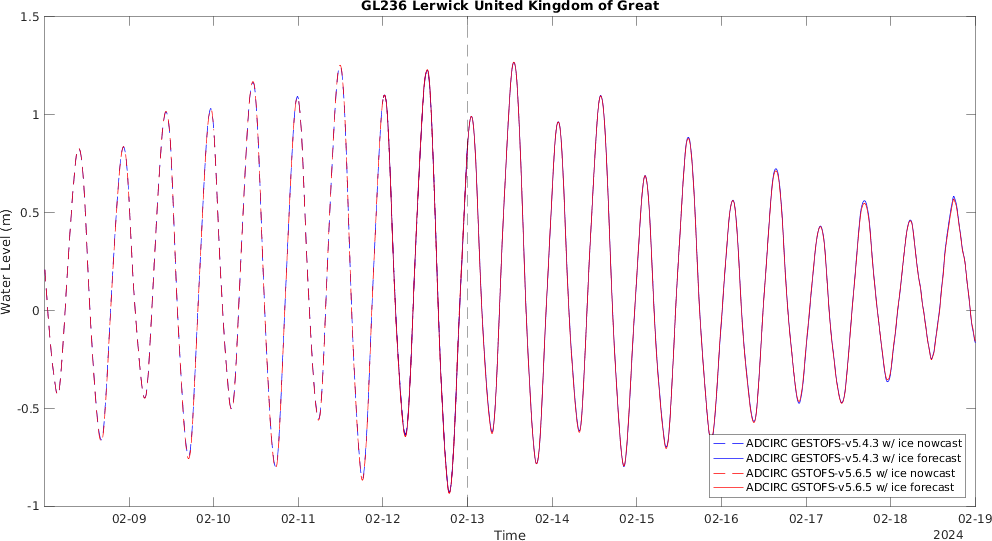 GL236 Lerwick United Kingdom of Great
1.5
1
0.5
0
-0.5
-1
Water Level (m)
ADCIRC GESTOFS-v5.4.3 w/ ice nowcast
ADCIRC GESTOFS-v5.4.3 w/ ice forecast
ADCIRC GSTOFS-v5.6.5 w/ ice nowcast
ADCIRC GSTOFS-v5.6.5 w/ ice forecast
02-09 02-10 02-11 02-12 02-13 02-14 02-15 02-16 02-17 02-18 02-19
Time
2024